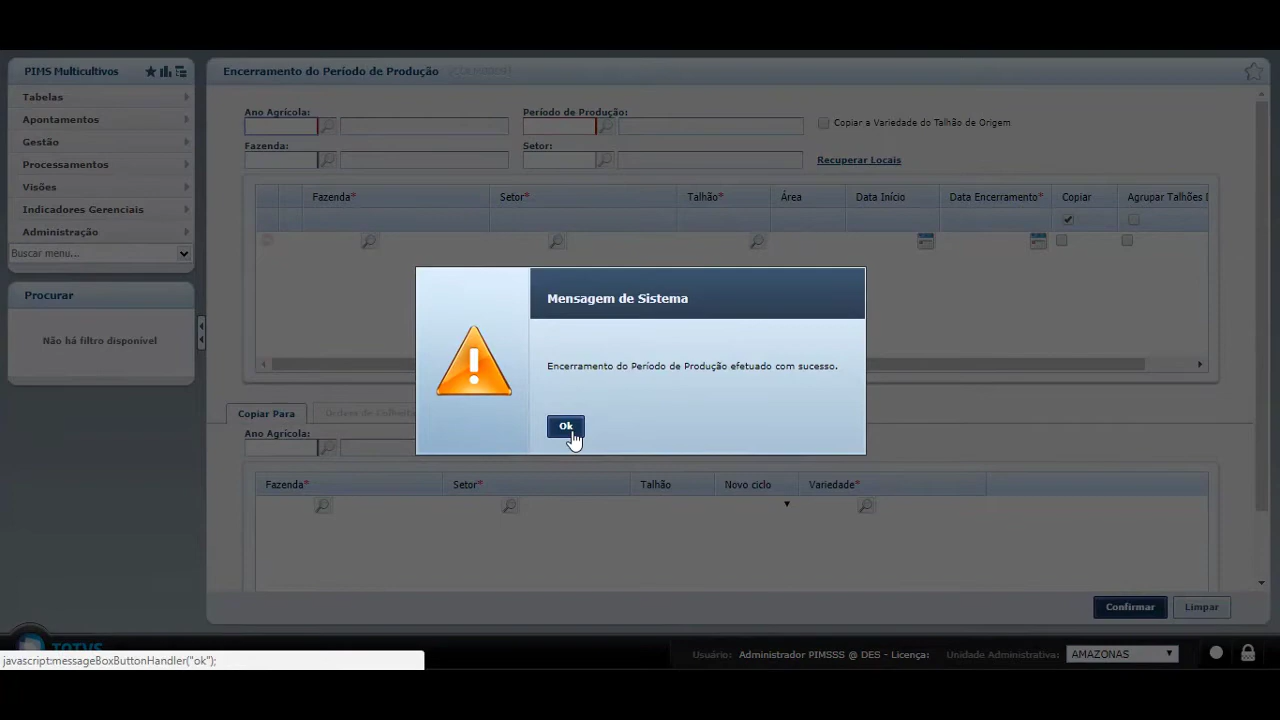 PIMS Multicultivos
Tabelas
Apontamentos
Gestão
Processamentos
Visões
Indicadores Gerenciais
Administração
Buscar menu...
Procurar
Não há filtro disponível
Encerramento do Período de Produção
Ano Agrícola:
Período de Produção:
Copiar a Variedade do Talhão de Origem
Fazenda:
Setor:
Recuperar Locais
Fazenda* Setor* Talhão* Área Data Início Data Encerramento* Copiar Agrupar Talhões
Mensagem de Sistema
Encerramento do Período de Produção efetuado com sucesso.
Ok
Copiar Para
Ordens de Colheita
Ano Agrícola:
Fazenda* Setor* Talhão Novo ciclo Variedade*
Confirmar
Limpar
TOTVS
javascript:messageBoxButtonHandler("ok");
Usuário: Administrador PIMSSS @ DES - Licença:
Unidade Administrativa: AMAZONAS